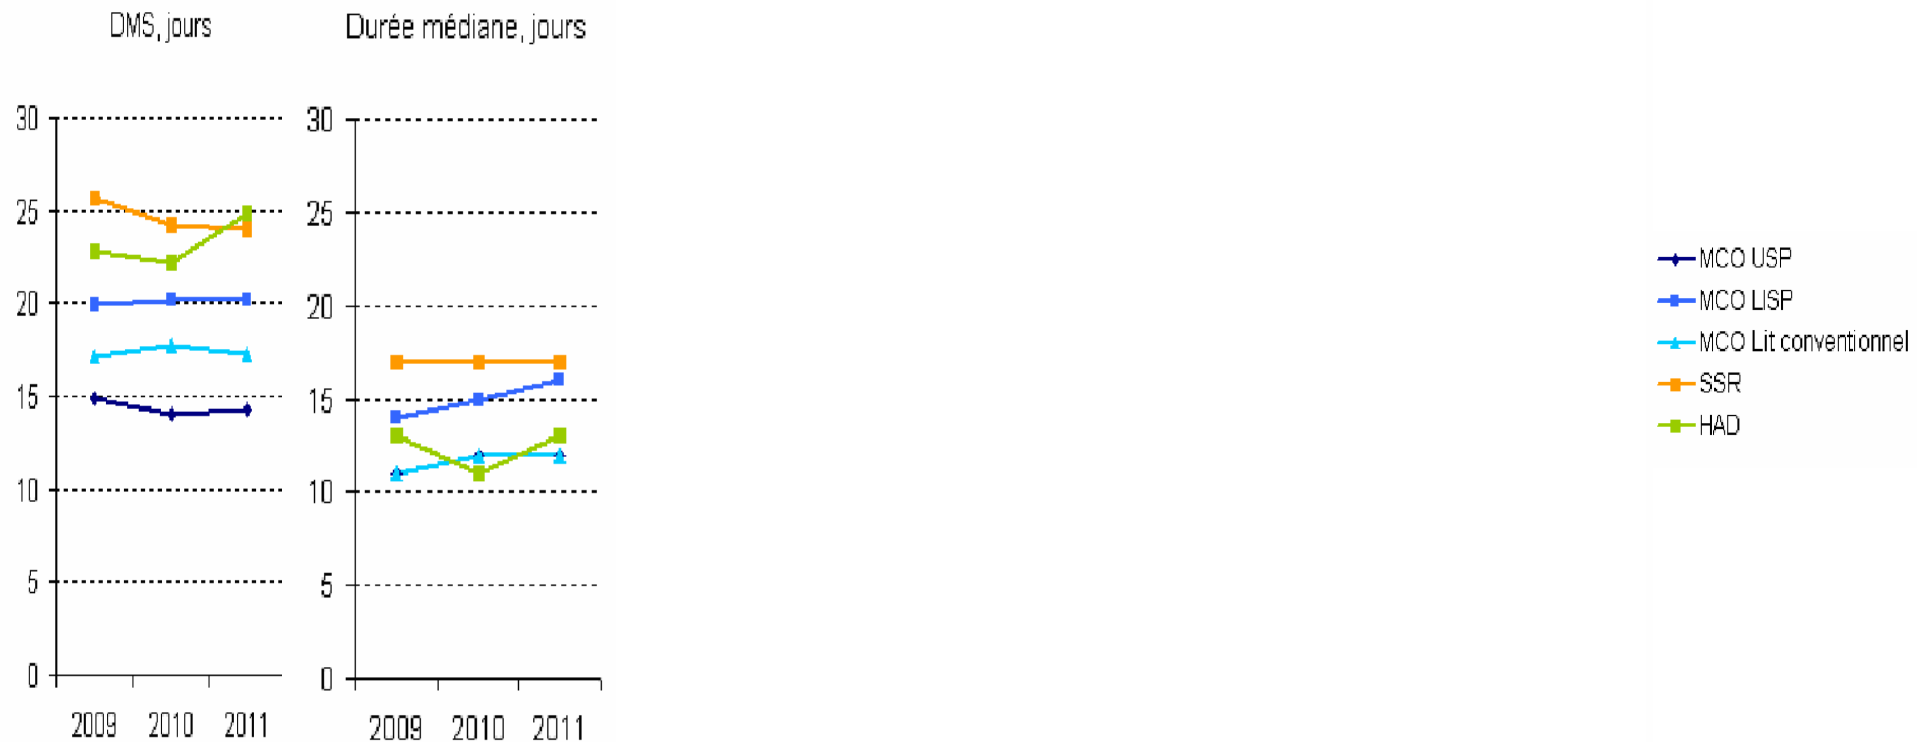 DMS, jours
Durée médiane, jours
30
25
20
15
10
5
0
2009 2010 2011
30
25
20
15
10
5
0
2009 2010 2011
MCO USP
MCO LISP
MCO Lit conventionnel
SSR
HAD